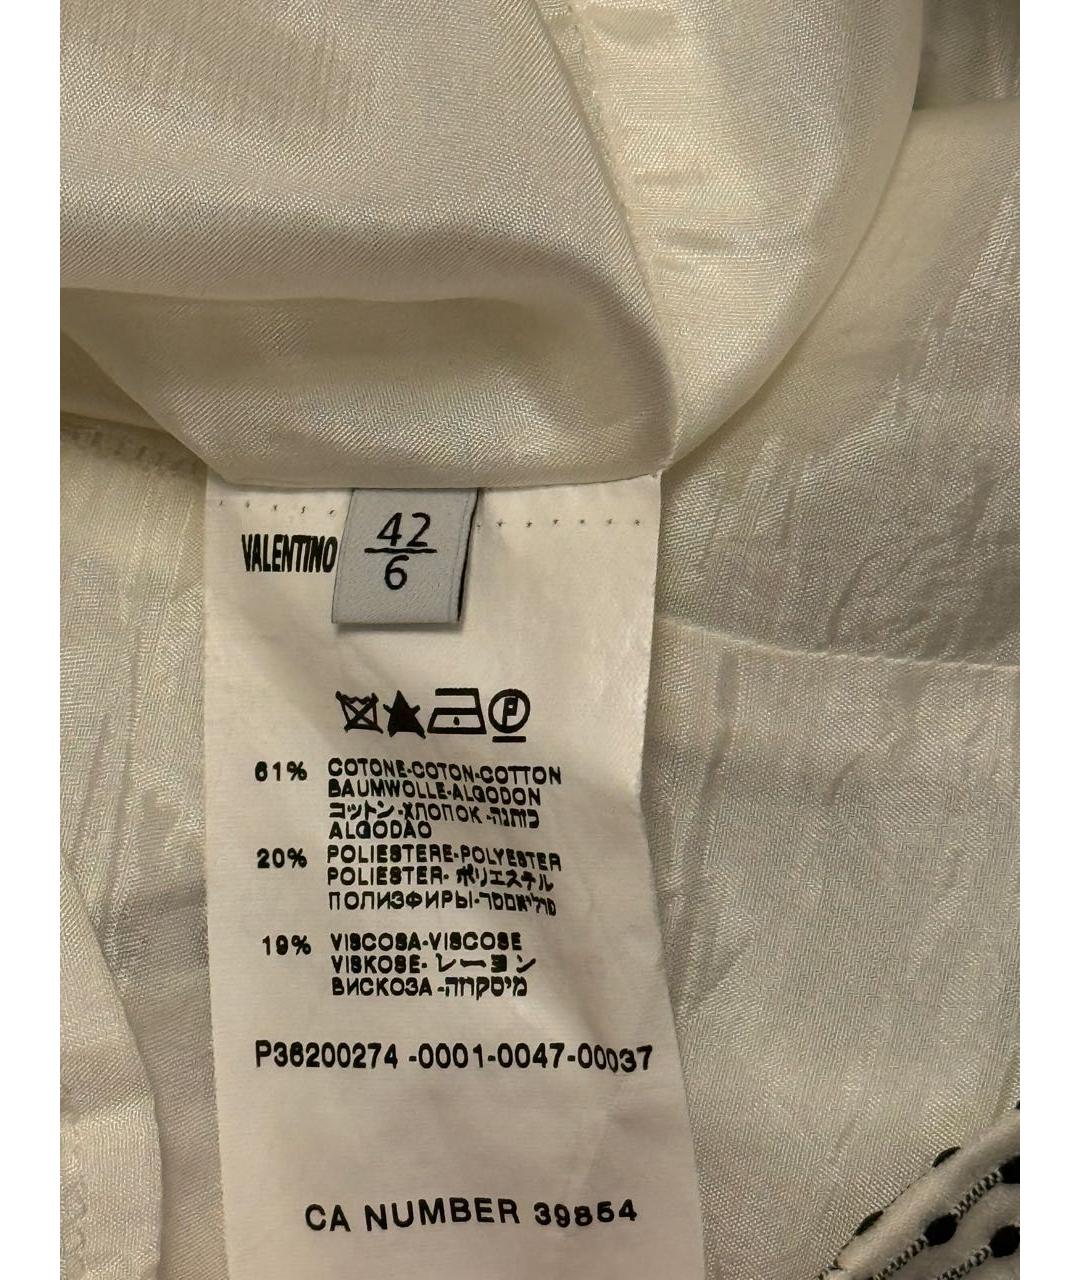 VALENTINO
42
6
P
61% COTONE-COTON-COTTON
BAUMWOLLE-ALGODON
コットン-ХЛОПОК-כותנה
ALGODÃO
20% POLIESTERE-POLYESTER
POLIESTER-ポリエステル
ПОЛИЭФИРЫ-פוליאסטר
19% VISCOSA-VISCOSE
VISKOSE-レーヨン
ВИСКОЗА-
P36200274 -0001-0047-00037
CA NUMBER 39854